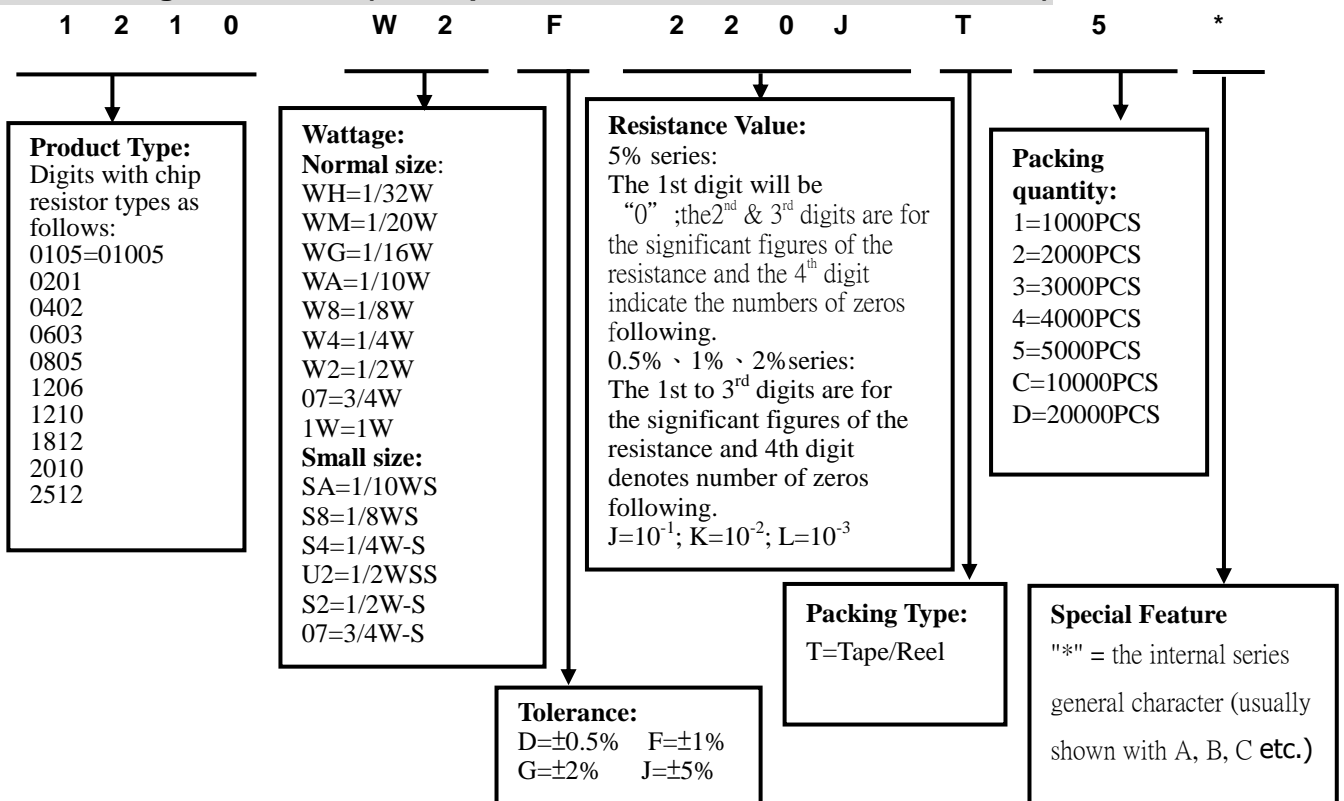 1 2 1 0 W 2 F 2 2 0 J T 5 *
Product Type:
Digits with chip
resistor types as
follows:
0105=01005
0201
0402
0603
0805
1206
1210
1812
2010
2512
Wattage:
Normal size:
WH=1/32W
WM=1/20W
WG=1/16W
WA=1/10W
W8=1/8W
W4=1/4W
W2=1/2W
07=3/4W
1W=1W
Small size:
SA=1/10WS
S8=1/8WS
S4=1/4W-S
U2=1/2WSS
S2=1/2W-S
07=3/4W-S
Tolerance:
D=±0.5% F=±1%
G=±2% J=±5%
Resistance Value:
5% series:
The 1st digit will be
“0” ;the2nd & 3rd digits are for
the significant figures of the
resistance and the 4th digit
indicate the numbers of zeros
following.
0.5%、1%、2%series:
The 1st to 3rd digits are for
the significant figures of the
resistance and 4th digit
denotes number of zeros
following.
J=10-1; K=10-2; L=10-3
Packing Type:
T=Tape/Reel
Packing
quantity:
1=1000PCS
2=2000PCS
3=3000PCS
4=4000PCS
5=5000PCS
C=10000PCS
D=20000PCS
Special Feature
"*" = the internal series
general character (usually
shown with A, B, C etc.)